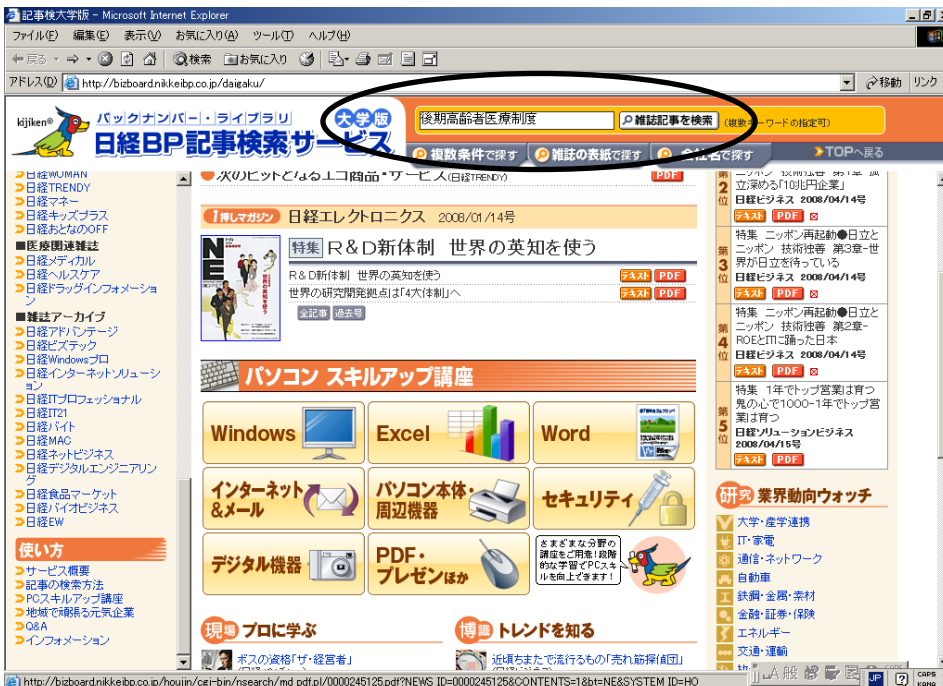 記事検大学版 - Microsoft Internet Explorer
ファイル(F) 編集(E) 表示(V) お気に入り(A) ツール(T) ヘルプ(H)
戻る 検索 お気に入り
アドレス(D) http://bizboard.nikkeibp.co.jp/daigaku/ 移動 リンク
kijiken®
バックナンバー・ライブラリ 大学版
日経BP記事検索サービス
後期高齢者医療制度 雑誌記事を検索 (複数キーワードの指定可)
複数条件で探す 雑誌の表紙で探す 会社名で探す TOPへ戻る
日経WOMAN
日経TRENDY
日経マネー
日経キッズプラス
日経おとなのOFF
■医療関連雑誌
日経メディカル
日経ヘルスケア
日経ドラッグインフォメーショ
ン
■雑誌アーカイブ
日経アドバンテージ
日経ビズテック
日経Windowsプロ
日経インターネットソリューシ
ョン
日経ITプロフェッショナル
日経IT21
日経バイト
日経MAC
日経ネットビジネス
日経デジタルエンジニアリン
グ
日経食品マーケット
日経バイオビジネス
日経EW
使い方
サービス概要
記事の検索方法
PCスキルアップ講座
地域で頑張る元気企業
Q&A
インフォメーション
●次のヒットとなるエコ商品・サービス(日経TRENDY) PDF
1押しマガジン 日経エレクトロニクス 2008/01/14号
NE
特集 R&D新体制 世界の英知を使う
R&D新体制 世界の英知を使う テキスト PDF
世界の研究開発拠点は「4大体制」へ テキスト PDF
全記事 過去号
パソコン スキルアップ講座
Windows Excel Word
インターネット&メール パソコン本体・周辺機器 セキュリティ
デジタル機器 PDF・プレゼンほか
さまざまな分野の
講座をご用意!段階
的な学習でPCスキ
ルを向上できます!
現場 プロに学ぶ 博識 トレンドを知る
ボスの資格「ザ・経営者」
近頃ちまたで流行るもの「売れ筋探偵団」
第2位
立深める「10兆円企業」
日経ビジネス 2008/04/14号
テキスト PDF
第3位
特集 ニッポン再起動●日立と
ニッポン 技術独善 第3章-世
界が日立を待っている
日経ビジネス 2008/04/14号
テキスト PDF
第4位
特集 ニッポン再起動●日立と
ニッポン 技術独善 第2章-
ROEとITに踊った日本
日経ビジネス 2008/04/14号
テキスト PDF
第5位
特集 1年でトップ営業は育つ
鬼の心で1000-1年でトップ営
業は育つ
日経ソリューションビジネス
2008/04/15号
テキスト PDF
研究 業界動向ウォッチ
大学・産学連携
IT・家電
通信・ネットワーク
自動車
鉄鋼・金属・素材
金融・証券・保険
エネルギー
交通・運輸
http://bizboard.nikkeibp.co.jp/houjin/cgi-bin/nsearch/md_pdf.pl/0000245125.pdf?NEWS_ID=0000245125&CONTENTS=1&bt=NE&SYSTEM_ID=HO
A般
JP
CAPS
KANA